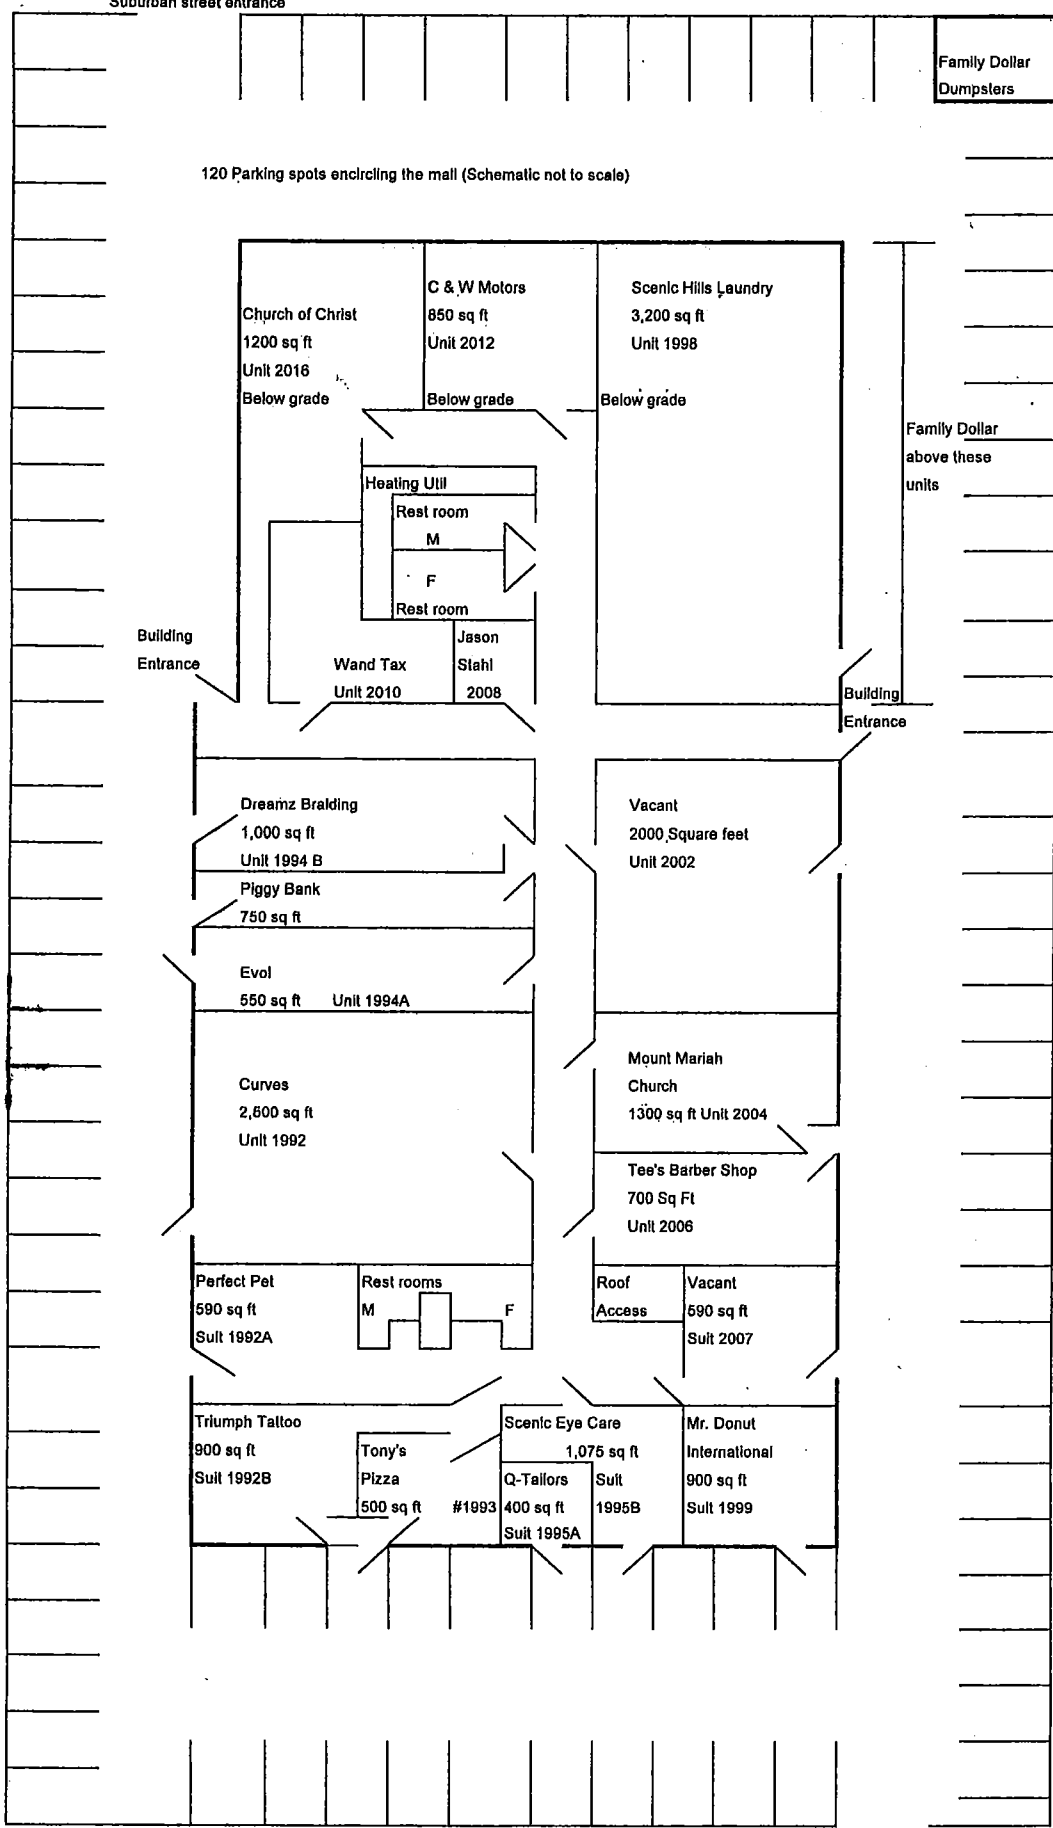 Suburban street entrance
Family Dollar
Dumpsters
120 Parking spots encircling the mall (Schematic not to scale)
Church of Christ
1200 sq ft
Unit 2016
Below grade
C & W Motors
850 sq ft
Unit 2012
Below grade
Scenic Hills Laundry
3,200 sq ft
Unit 1998
Below grade
Family Dollar
above these
units
Heating Util
Rest room
M
F
Rest room
Building
Entrance
Wand Tax
Unit 2010
Jason
Stahl
2008
Building
Entrance
Dreamz Braiding
1,000 sq ft
Unit 1994 B
Vacant
2000 Square feet
Unit 2002
Piggy Bank
750 sq ft
Evol
550 sq ft Unit 1994A
Curves
2,500 sq ft
Unit 1992
Mount Mariah
Church
1300 sq ft Unit 2004
Tee's Barber Shop
700 Sq Ft
Unit 2006
Perfect Pet
590 sq ft
Suit 1992A
Rest rooms
M F
Roof
Access
Vacant
590 sq ft
Suit 2007
Triumph Tattoo
900 sq ft
Suit 1992B
Tony's
Pizza
500 sq ft #1993
Scenic Eye Care
1,075 sq ft
Suit
1995B
Q-Tailors
400 sq ft
Suit 1995A
Mr. Donut
International
900 sq ft
Suit 1999